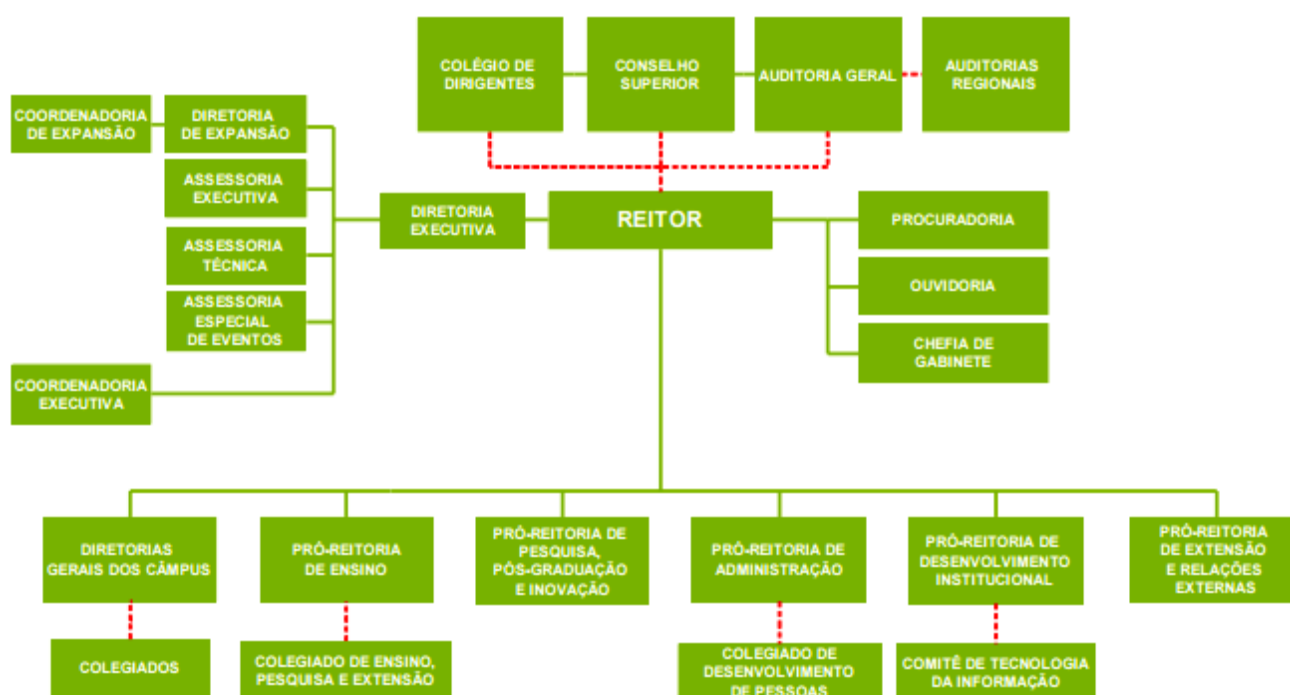 COLÉGIO DE
DIRIGENTES
CONSELHO
SUPERIOR
AUDITORIA GERAL
AUDITORIAS
REGIONAIS
COORDENADORIA
DE EXPANSÃO
DIRETORIA
DE EXPANSÃO
ASSESSORIA
EXECUTIVA
ASSESSORIA
TÉCNICA
ASSESSORIA
ESPECIAL
DE EVENTOS
COORDENADORIA
EXECUTIVA
DIRETORIA
EXECUTIVA
REITOR
PROCURADORIA
OUVIDORIA
CHEFIA DE
GABINETE
DIRETORIAS
GERAIS DOS CÂMPUS
PRÓ-REITORIA
DE ENSINO
PRÓ-REITORIA DE
PESQUISA,
PÓS-GRADUAÇÃO
E INOVAÇÃO
PRÓ-REITORIA DE
ADMINISTRAÇÃO
PRÓ-REITORIA DE
DESENVOLVIMENTO
INSTITUCIONAL
PRÓ-REITORIA
DE EXTENSÃO
E RELAÇÕES
EXTERNAS
COLEGIADOS
COLEGIADO DE ENSINO,
PESQUISA E EXTENSÃO
COLEGIADO DE
DESENVOLVIMENTO
DE PESSOAS
COMITÊ DE TECNOLOGIA
DA INFORMAÇÃO